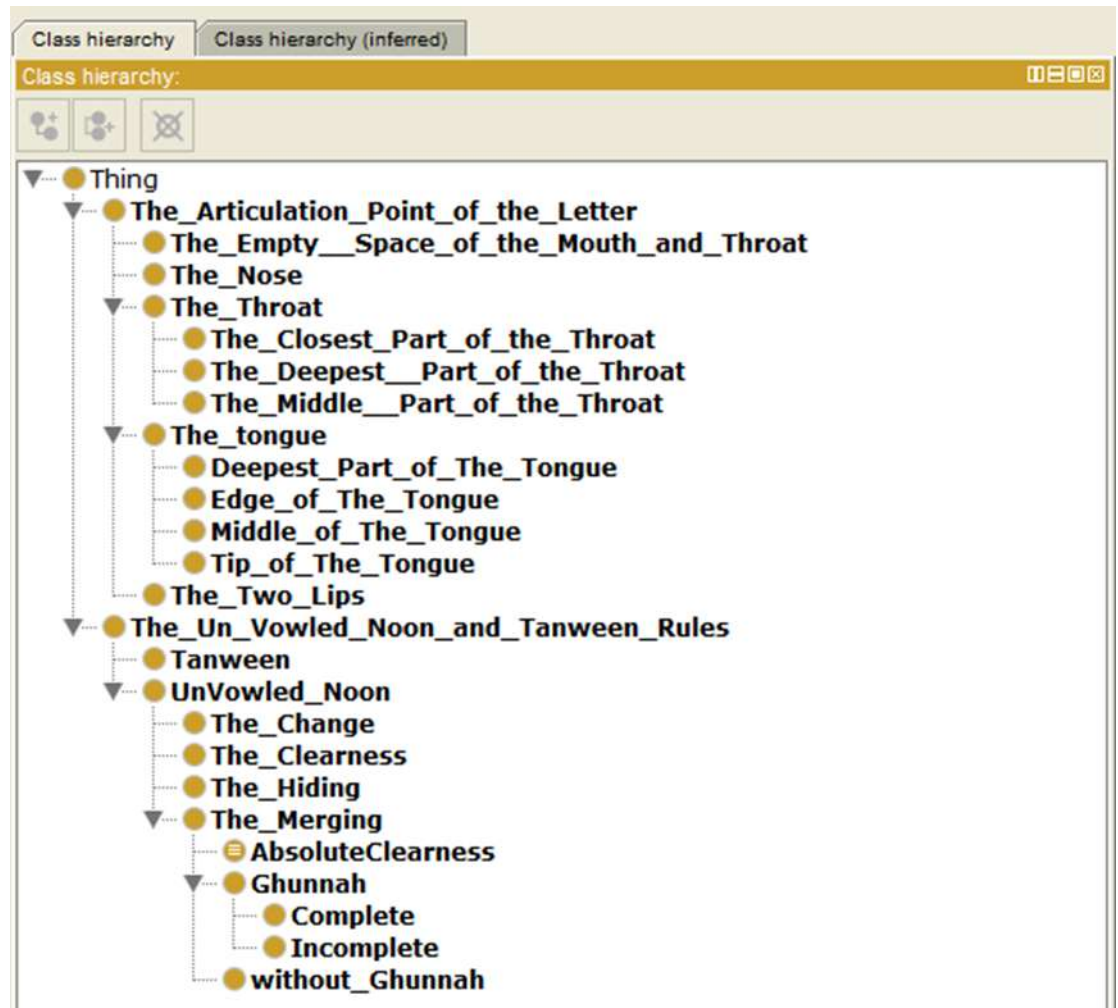 Class hierarchy Class hierarchy (inferred)
Class hierarchy:
Thing
The_Articulation_Point_of_the_Letter
The_Empty__Space_of_the_Mouth_and_Throat
The_Nose
The_Throat
The_Closest_Part_of_the_Throat
The_Deepest__Part_of_the_Throat
The_Middle__Part_of_the_Throat
The_tongue
Deepest_Part_of_The_Tongue
Edge_of_The_Tongue
Middle_of_The_Tongue
Tip_of_The_Tongue
The_Two_Lips
The_Un_Vowled_Noon_and_Tanween_Rules
Tanween
UnVowled_Noon
The_Change
The_Clearness
The_Hiding
The_Merging
AbsoluteClearness
Ghunnah
Complete
Incomplete
without_Ghunnah